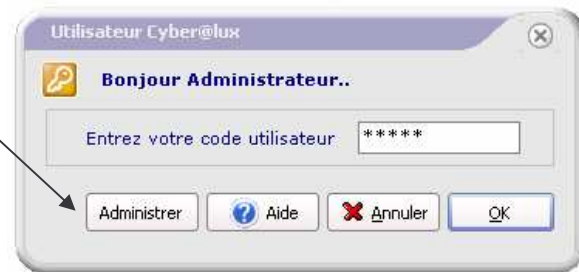 Utilisateur Cyber@lux
Bonjour Administrateur..
Entrez votre code utilisateur *****
Administrer Aide Annuler OK